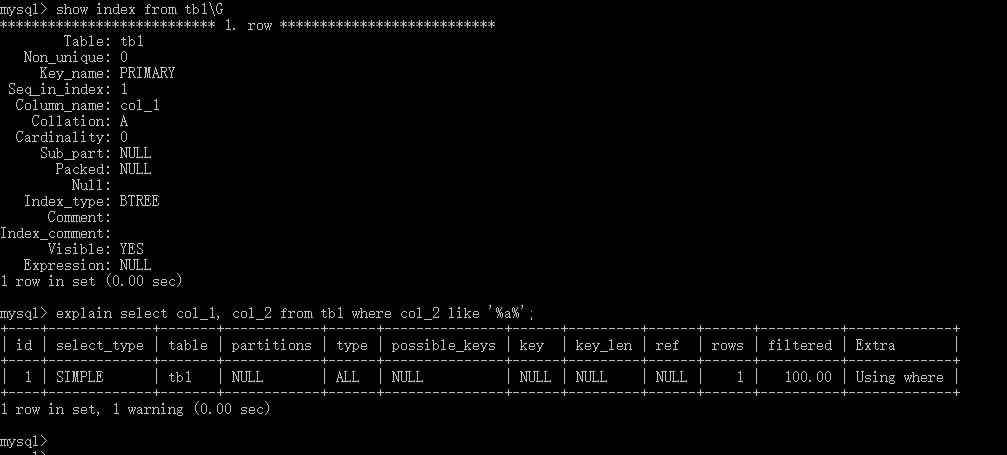 mysql> show index from tb1\G
*************************** 1. row ***************************
        Table: tb1
   Non_unique: 0
     Key_name: PRIMARY
 Seq_in_index: 1
  Column_name: col_1
    Collation: A
  Cardinality: 0
     Sub_part: NULL
       Packed: NULL
         Null:
   Index_type: BTREE
      Comment:
Index_comment:
      Visible: YES
   Expression: NULL
1 row in set (0.00 sec)
mysql> explain select col_1, col_2 from tb1 where col_2 like '%a%';
+----+-------------+-------+------------+------+---------------+------+---------+------+------+----------+-------------+
| id | select_type | table | partitions | type | possible_keys | key | key_len | ref | rows | filtered | Extra |
+----+-------------+-------+------------+------+---------------+------+---------+------+------+----------+-------------+
| 1 | SIMPLE | tb1 | NULL | ALL | NULL | NULL | NULL | NULL | 1 | 100.00 | Using where |
+----+-------------+-------+------------+------+---------------+------+---------+------+------+----------+-------------+
1 row in set, 1 warning (0.00 sec)
mysql>
mysql>